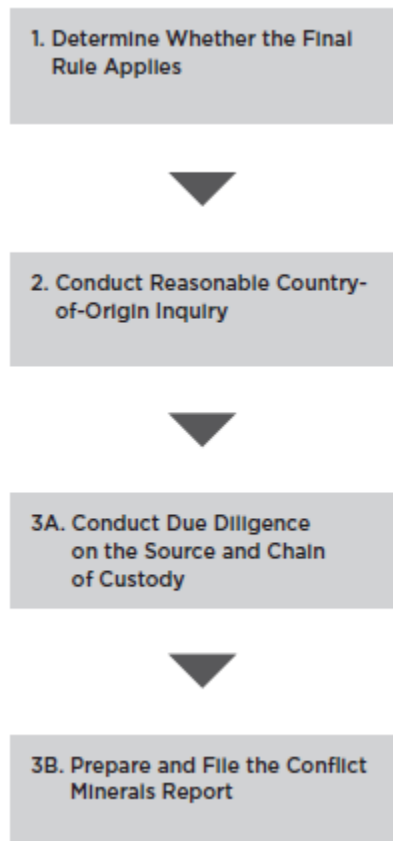 1. Determine Whether the Final
Rule Applies
2. Conduct Reasonable Country-
of-Origin Inquiry
3A. Conduct Due Diligence
on the Source and Chain
of Custody
3B. Prepare and File the Conflict
Minerals Report